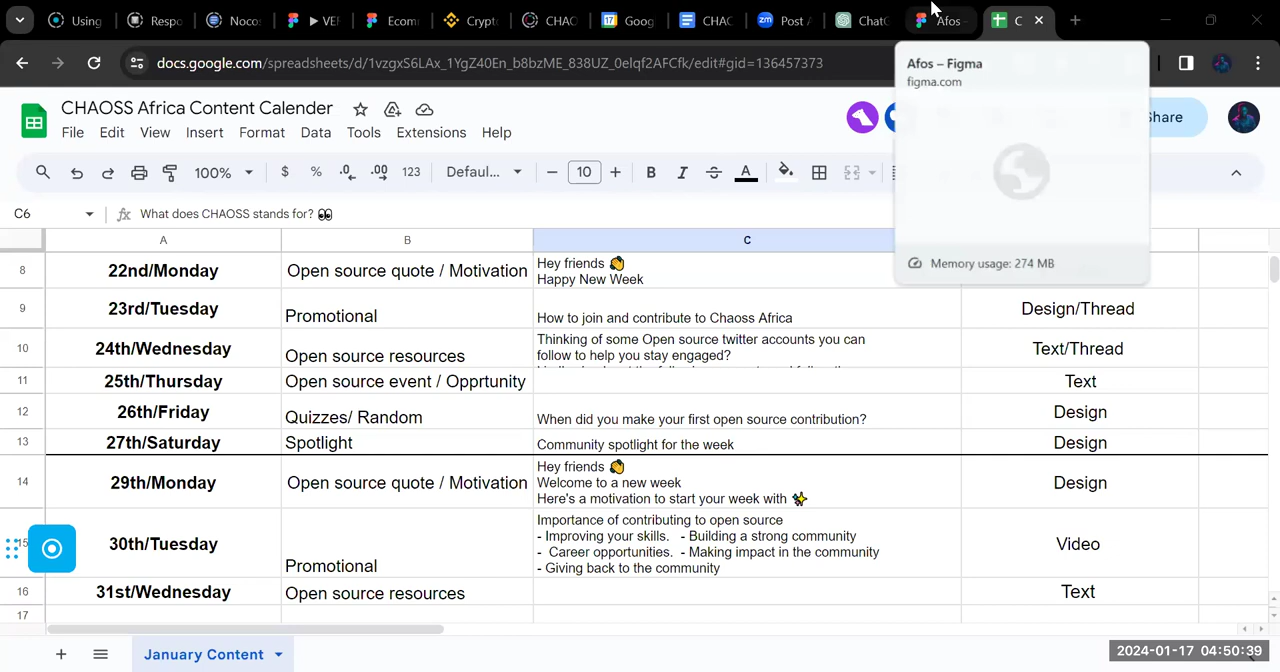 Using
Respo
Noco
VE
Ecom
Crypt
CHAO
17 Goog
CHAO
zm Post
ChatG
Afos –
C
docs.google.com/spreadsheets/d/1vzgxS6LAx_1YgZ40En_b8bzME_838UZ_0elqf2AFCfk/edit#gid=136457373
Afos – Figma
figma.com
Memory usage: 274 MB
CHAOSS Africa Content Calender
File Edit View Insert Format Data Tools Extensions Help
Share
100% $ % .0 .00 123 Defaul... − 10 + B I A
C6 fx What does CHAOSS stands for? 👀
A B C
8 22nd/Monday Open source quote / Motivation Hey friends 👏
Happy New Week
9 23rd/Tuesday Promotional How to join and contribute to Chaoss Africa Design/Thread
10 24th/Wednesday Open source resources Thinking of some Open source twitter accounts you can
follow to help you stay engaged? Text/Thread
11 25th/Thursday Open source event / Opprtunity Text
12 26th/Friday Quizzes/ Random When did you make your first open source contribution? Design
13 27th/Saturday Spotlight Community spotlight for the week Design
14 29th/Monday Open source quote / Motivation Hey friends 👏
Welcome to a new week
Here's a motivation to start your week with ✨ Design
15 30th/Tuesday Promotional Importance of contributing to open source
- Improving your skills. - Building a strong community
- Career opportunities. - Making impact in the community
- Giving back to the community Video
16 31st/Wednesday Open source resources Text
17
January Content
2024-01-17 04:50:39